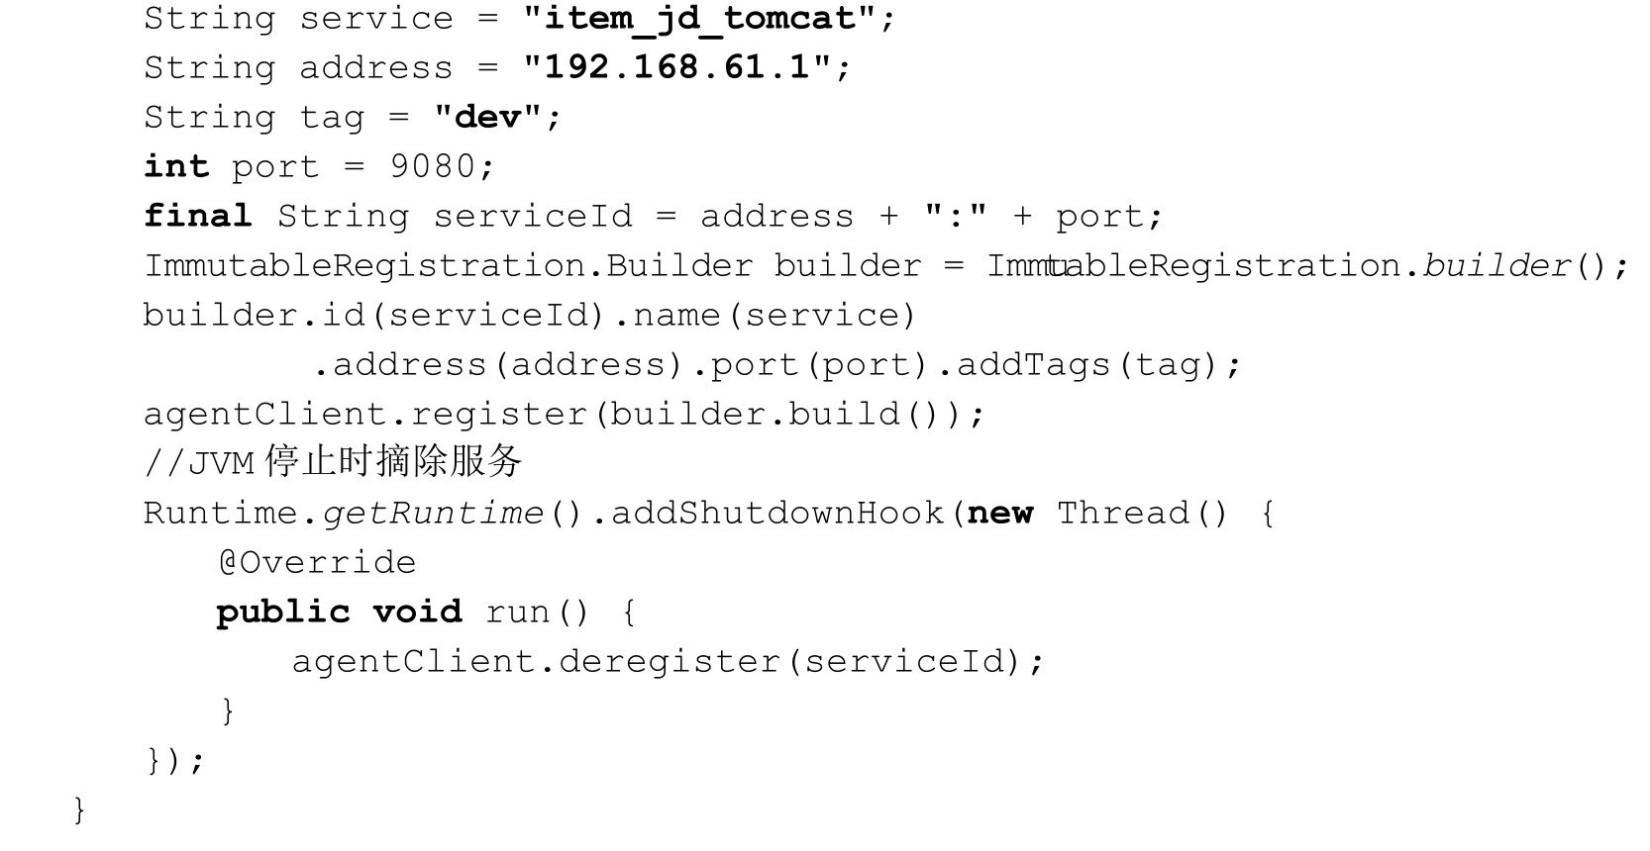 String service = "item_jd_tomcat";
String address = "192.168.61.1";
String tag = "dev";
int port = 9080;
final String serviceId = address + ":" + port;
ImmutableRegistration.Builder builder = ImmutableRegistration.builder();
builder.id(serviceId).name(service)
.address(address).port(port).addTags(tag);
agentClient.register(builder.build());
//JVM 停止时摘除服务
Runtime.getRuntime().addShutdownHook(new Thread() {
@Override
public void run() {
agentClient.deregister(serviceId);
}
});
}